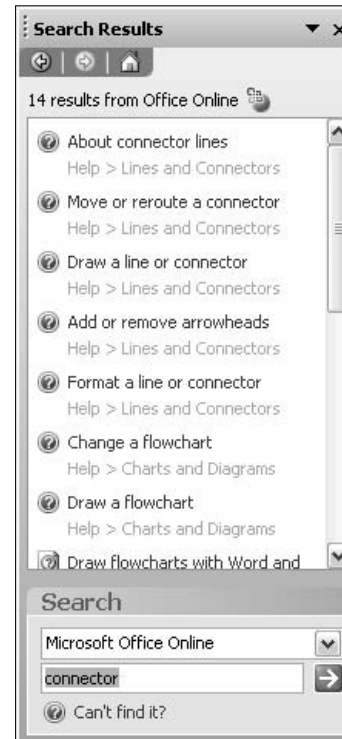 Search Results
14 results from Office Online
About connector lines
Help > Lines and Connectors
Move or reroute a connector
Help > Lines and Connectors
Draw a line or connector
Help > Lines and Connectors
Add or remove arrowheads
Help > Lines and Connectors
Format a line or connector
Help > Lines and Connectors
Change a flowchart
Help > Charts and Diagrams
Draw a flowchart
Help > Charts and Diagrams
Draw flowcharts with Word and
Search
Microsoft Office Online
connector
Can't find it?